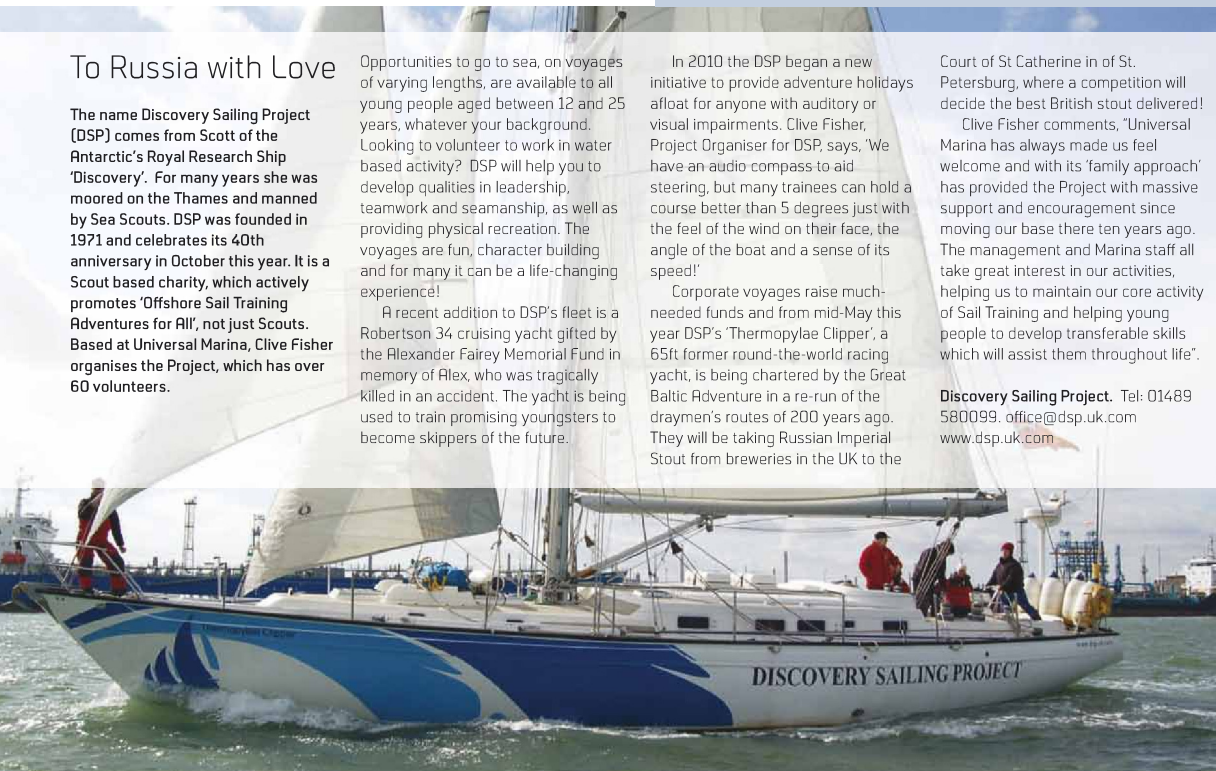 To Russia with Love
The name Discovery Sailing Project
(DSP) comes from Scott of the
Antarctic's Royal Research Ship
'Discovery'.  For many years she was
moored on the Thames and manned
by Sea Scouts. DSP was founded in
1971 and celebrates its 40th
anniversary in October this year. It is a
Scout based charity, which actively
promotes 'Offshore Sail Training
Adventures for All', not just Scouts.
Based at Universal Marina, Clive Fisher
organises the Project, which has over
60 volunteers.
Opportunities to go to sea, on voyages
of varying lengths, are available to all
young people aged between 12 and 25
years, whatever your background.
Looking to volunteer to work in water
based activity?  DSP will help you to
develop qualities in leadership,
teamwork and seamanship, as well as
providing physical recreation. The
voyages are fun, character building
and for many it can be a life-changing
experience!
A recent addition to DSP's fleet is a
Robertson 34 cruising yacht gifted by
the Alexander Fairey Memorial Fund in
memory of Alex, who was tragically
killed in an accident. The yacht is being
used to train promising youngsters to
become skippers of the future.
In 2010 the DSP began a new
initiative to provide adventure holidays
afloat for anyone with auditory or
visual impairments. Clive Fisher,
Project Organiser for DSP, says, 'We
have an audio compass to aid
steering, but many trainees can hold a
course better than 5 degrees just with
the feel of the wind on their face, the
angle of the boat and a sense of its
speed!'
Corporate voyages raise much-
needed funds and from mid-May this
year DSP's 'Thermopylae Clipper', a
65ft former round-the-world racing
yacht, is being chartered by the Great
Baltic Adventure in a re-run of the
draymen's routes of 200 years ago.
They will be taking Russian Imperial
Stout from breweries in the UK to the
Court of St Catherine in of St.
Petersburg, where a competition will
decide the best British stout delivered!
Clive Fisher comments, "Universal
Marina has always made us feel
welcome and with its 'family approach'
has provided the Project with massive
support and encouragement since
moving our base there ten years ago.
The management and Marina staff all
take great interest in our activities,
helping us to maintain our core activity
of Sail Training and helping young
people to develop transferable skills
which will assist them throughout life".
Discovery Sailing Project.  Tel: 01489
580099. office@dsp.uk.com
www.dsp.uk.com
Thermopylae Clipper
DISCOVERY SAILING PROJECT